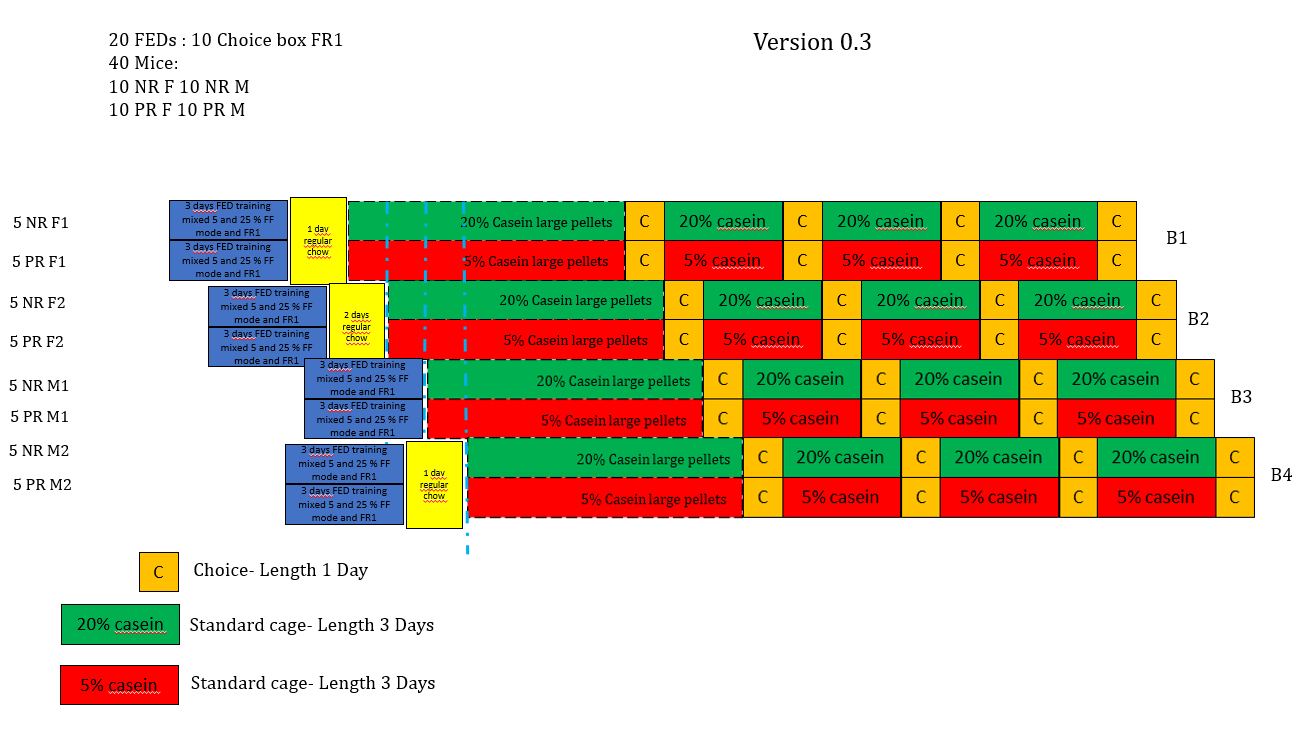 20 FEDs : 10 Choice box FR1
40 Mice:
10 NR F 10 NR M
10 PR F 10 PR M
Version 0.3
5 NR F1
3 days FED training
mixed 5 and 25 % FF
mode and FR1
1 day
regular
chow
20% Casein large pellets
C
20% casein
C
20% casein
C
20% casein
C
B1
5 PR F1
3 days FED training
mixed 5 and 25 % FF
mode and FR1
5% Casein large pellets
C
5% casein
C
5% casein
C
5% casein
C
5 NR F2
3 days FED training
mixed 5 and 25 % FF
mode and FR1
2 days
regular
chow
20% Casein large pellets
C
20% casein
C
20% casein
C
20% casein
C
B2
5 PR F2
3 days FED training
mixed 5 and 25 % FF
mode and FR1
5% Casein large pellets
C
5% casein
C
5% casein
C
5% casein
C
5 NR M1
3 days FED training
mixed 5 and 25 % FF
mode and FR1
20% Casein large pellets
C
20% casein
C
20% casein
C
20% casein
C
B3
5 PR M1
3 days FED training
mixed 5 and 25 % FF
mode and FR1
5% Casein large pellets
C
5% casein
C
5% casein
C
5% casein
C
5 NR M2
3 days FED training
mixed 5 and 25 % FF
mode and FR1
1 day
regular
chow
20% Casein large pellets
C
20% casein
C
20% casein
C
20% casein
C
B4
5 PR M2
3 days FED training
mixed 5 and 25 % FF
mode and FR1
5% Casein large pellets
C
5% casein
C
5% casein
C
5% casein
C
C
Choice- Length 1 Day
20% casein
Standard cage- Length 3 Days
5% casein
Standard cage- Length 3 Days